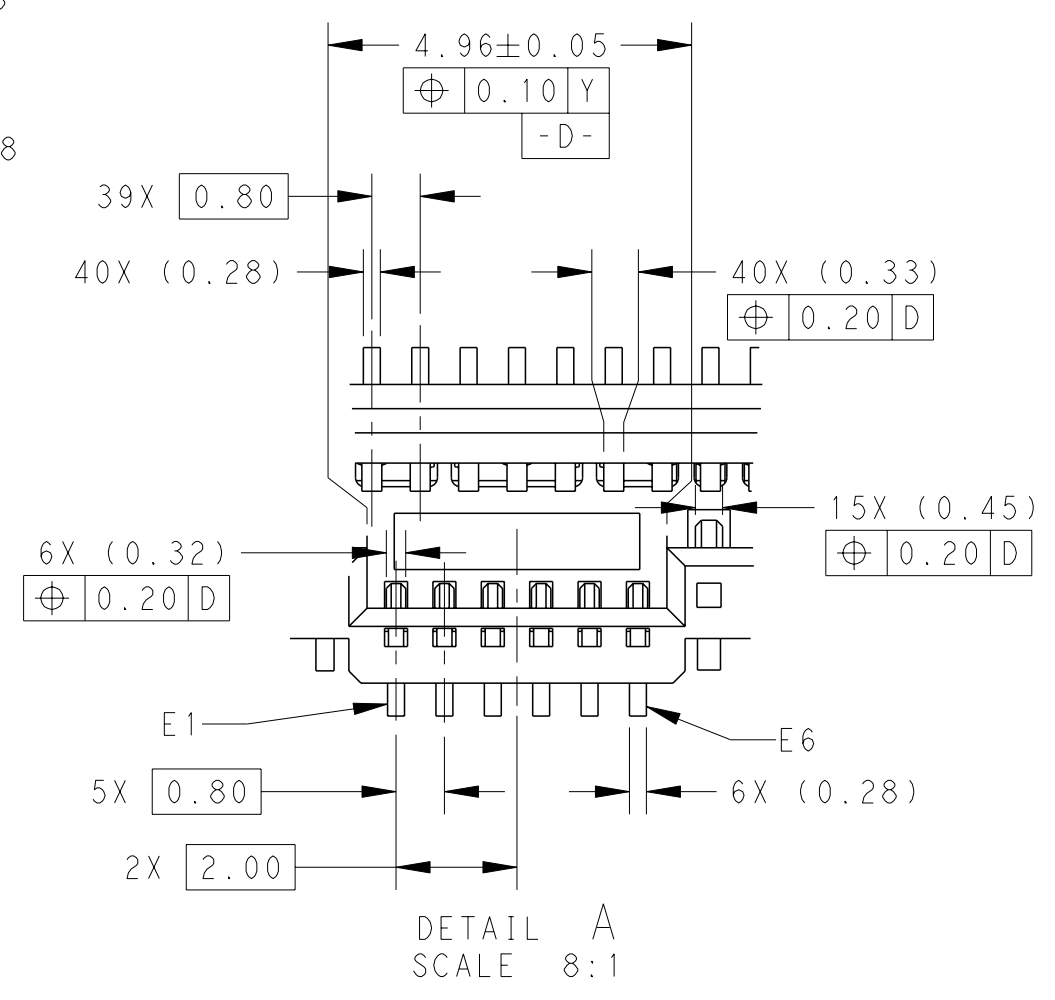 4.96±0.05
⌖ 0.10 Y
-D-
8
39X 0.80
40X (0.28)
40X (0.33)
⌖ 0.20 D
15X (0.45)
⌖ 0.20 D
6X (0.32)
⌖ 0.20 D
E1
E6
5X 0.80
6X (0.28)
2X 2.00
DETAIL A
SCALE 8:1